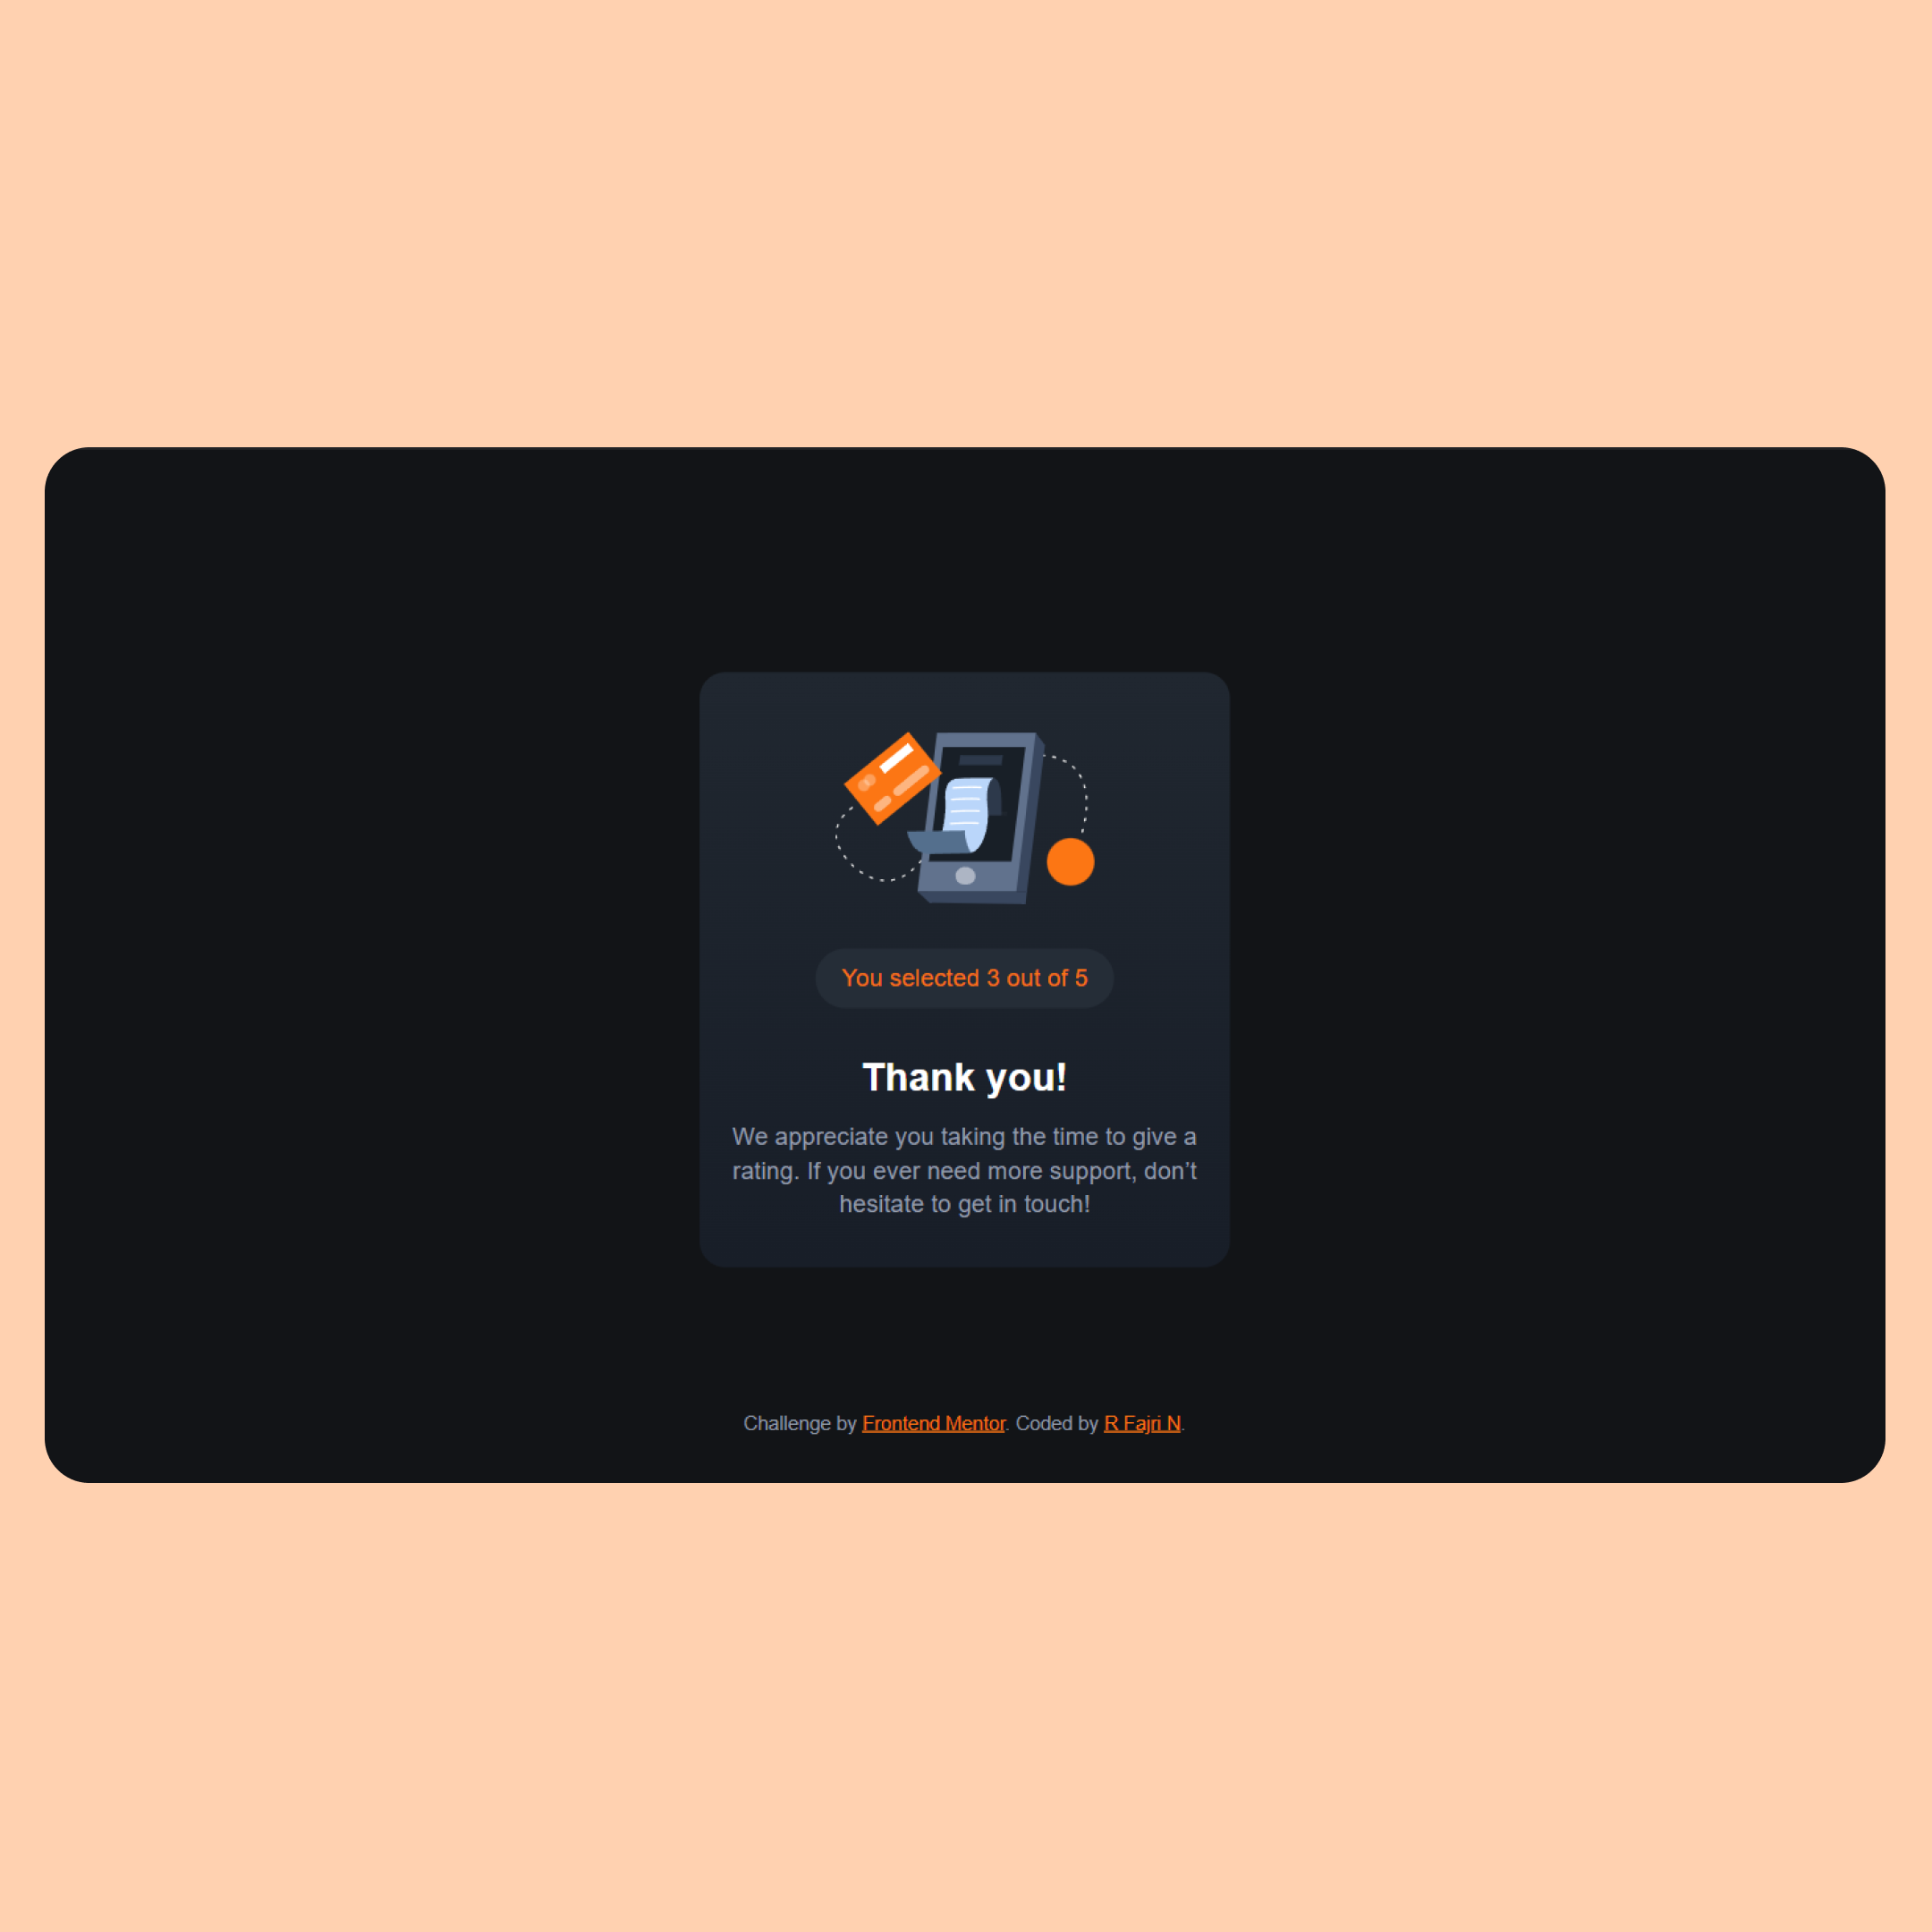 You selected 3 out of 5
Thank you!
We appreciate you taking the time to give a
rating. If you ever need more support, don’t
hesitate to get in touch!
Challenge by Frontend Mentor. Coded by R Fajri N.